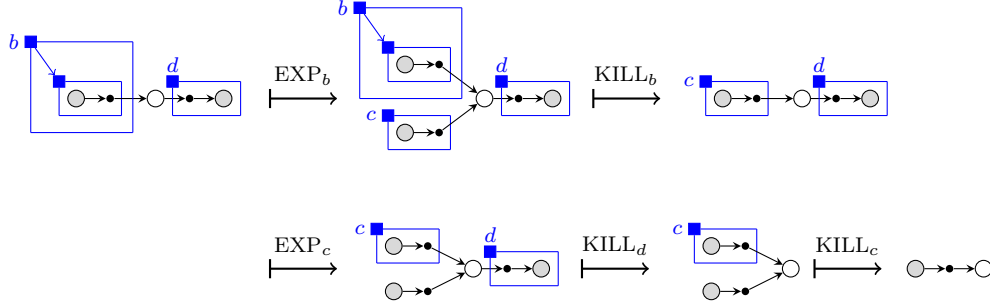 b d EXP_b b c d KILL_b c d
EXP_c c d KILL_d c KILL_c